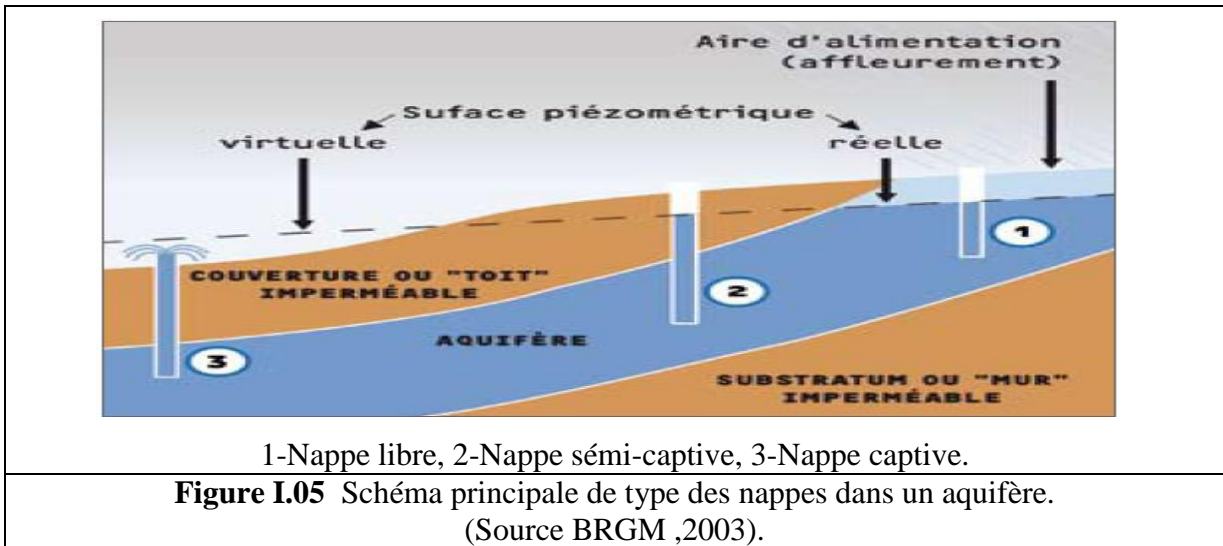 Aire d'alimentation
(affleurement)
Suface piézométrique
virtuelle
réelle
1
COUVERTURE OU "TOIT"
IMPERMÉABLE
2
AQUIFÈRE
3
SUBSTRATUM OU "MUR"
IMPERMÉABLE
1-Nappe libre, 2-Nappe sémi-captive, 3-Nappe captive.
Figure I.05 Schéma principale de type des nappes dans un aquifère.
(Source BRGM ,2003).